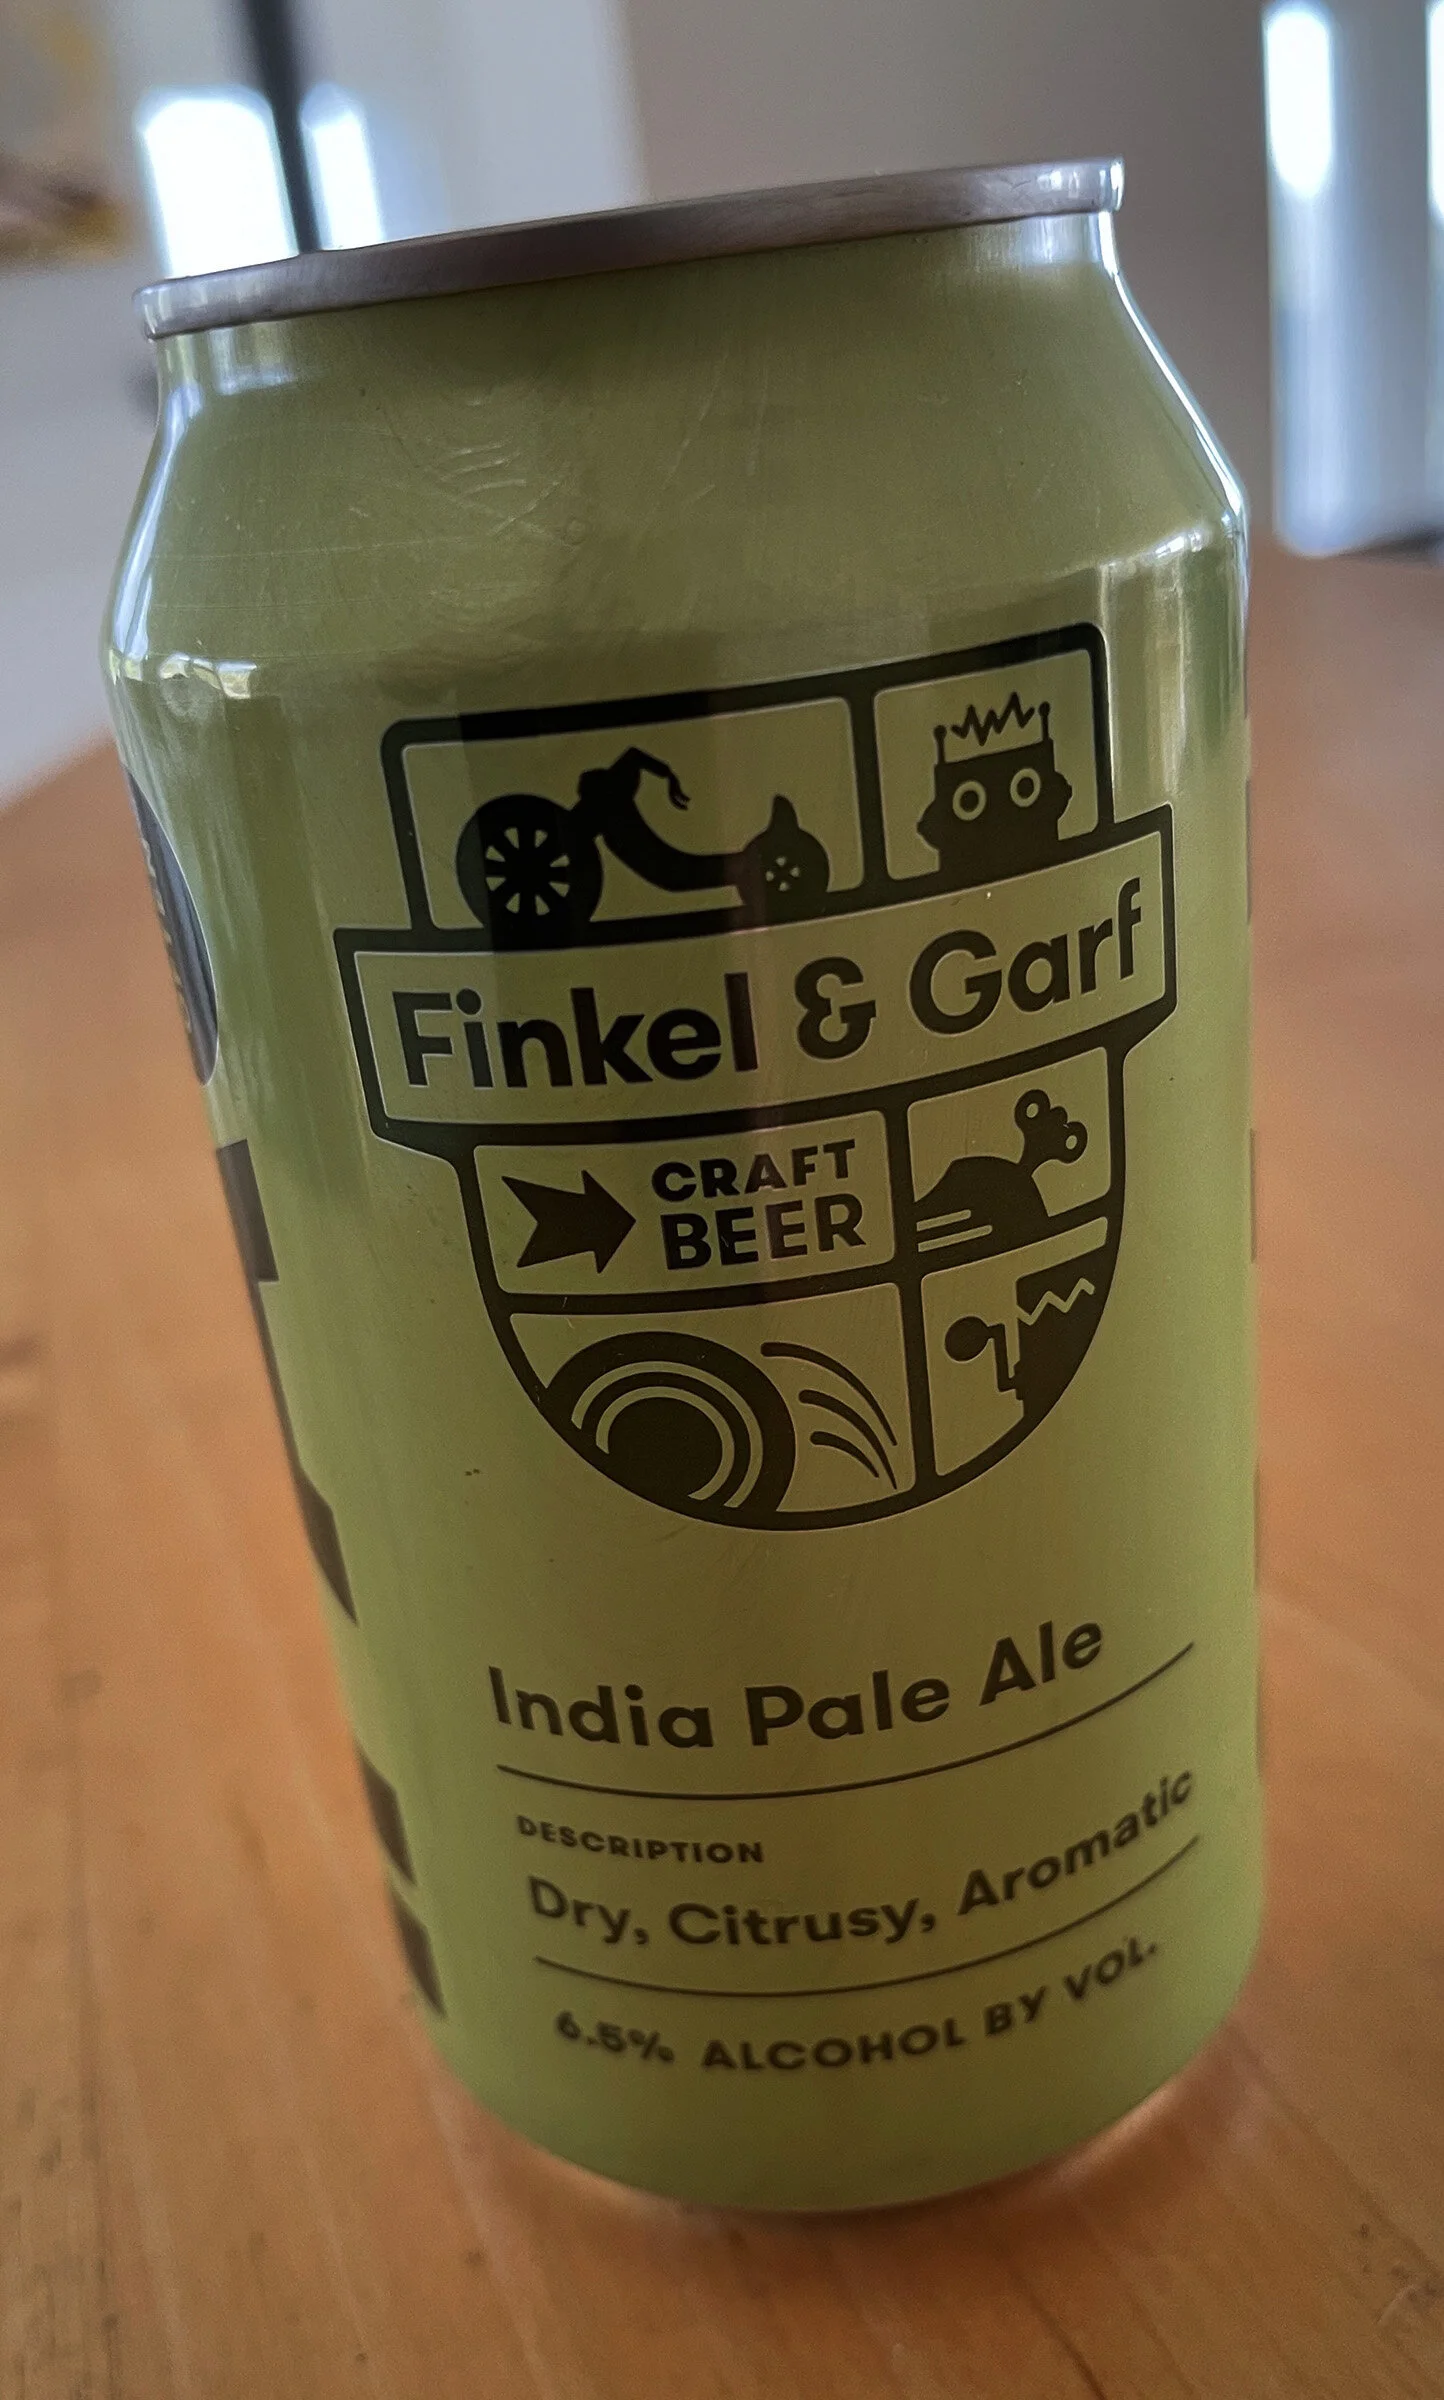 Finkel & Garf
CRAFT
BEER
India Pale Ale
DESCRIPTION
Dry, Citrusy, Aromatic
6.5% ALCOHOL BY VOL.